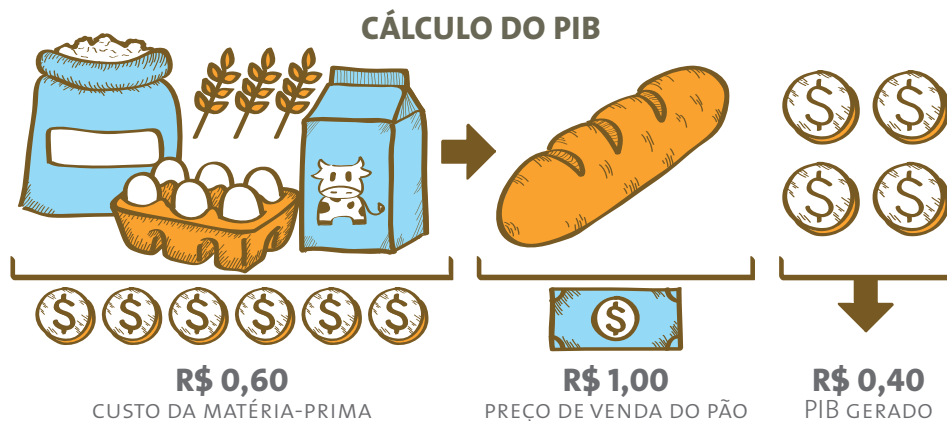 CÁLCULO DO PIB
$ $
$ $
$ $ $ $ $ $
$
R$ 0,60
CUSTO DA MATÉRIA-PRIMA
R$ 1,00
PREÇO DE VENDA DO PÃO
R$ 0,40
PIB GERADO